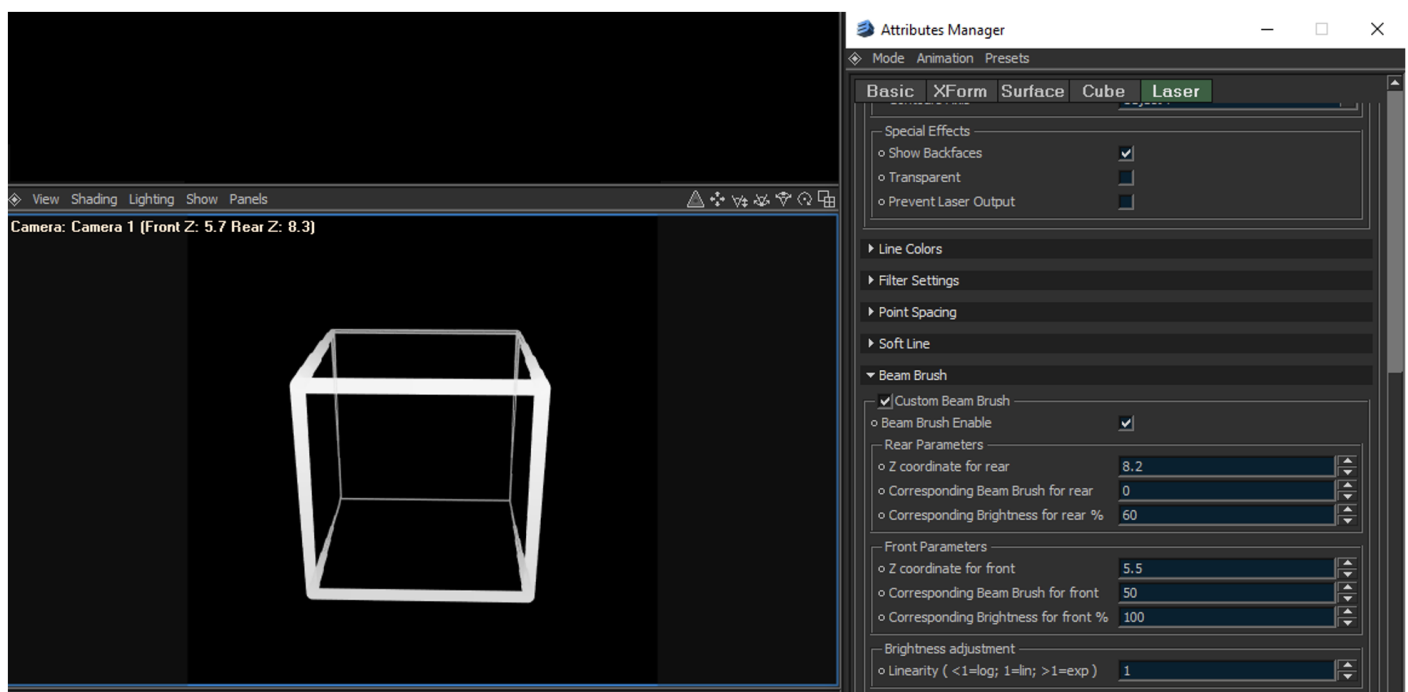 Attributes Manager
Mode Animation Presets
Basic XForm Surface Cube Laser
Special Effects
Show Backfaces
Transparent
Prevent Laser Output
View Shading Lighting Show Panels
Camera: Camera 1 (Front Z: 5.7 Rear Z: 8.3)
Line Colors
Filter Settings
Point Spacing
Soft Line
Beam Brush
Custom Beam Brush
Beam Brush Enable
Rear Parameters
Z coordinate for rear 8.2
Corresponding Beam Brush for rear 0
Corresponding Brightness for rear % 60
Front Parameters
Z coordinate for front 5.5
Corresponding Beam Brush for front 50
Corresponding Brightness for front % 100
Brightness adjustment
Linearity ( <1=log; 1=lin; >1=exp ) 1